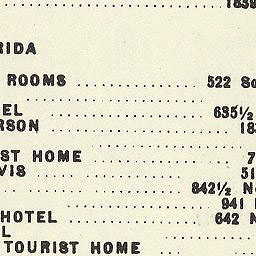 1839
RIDA
ROOMS 522 So
EL 635½
RSON 18
ST HOME 7
VIS 51
842½ N
941
HOTEL 642 N
L
TOURIST HOME